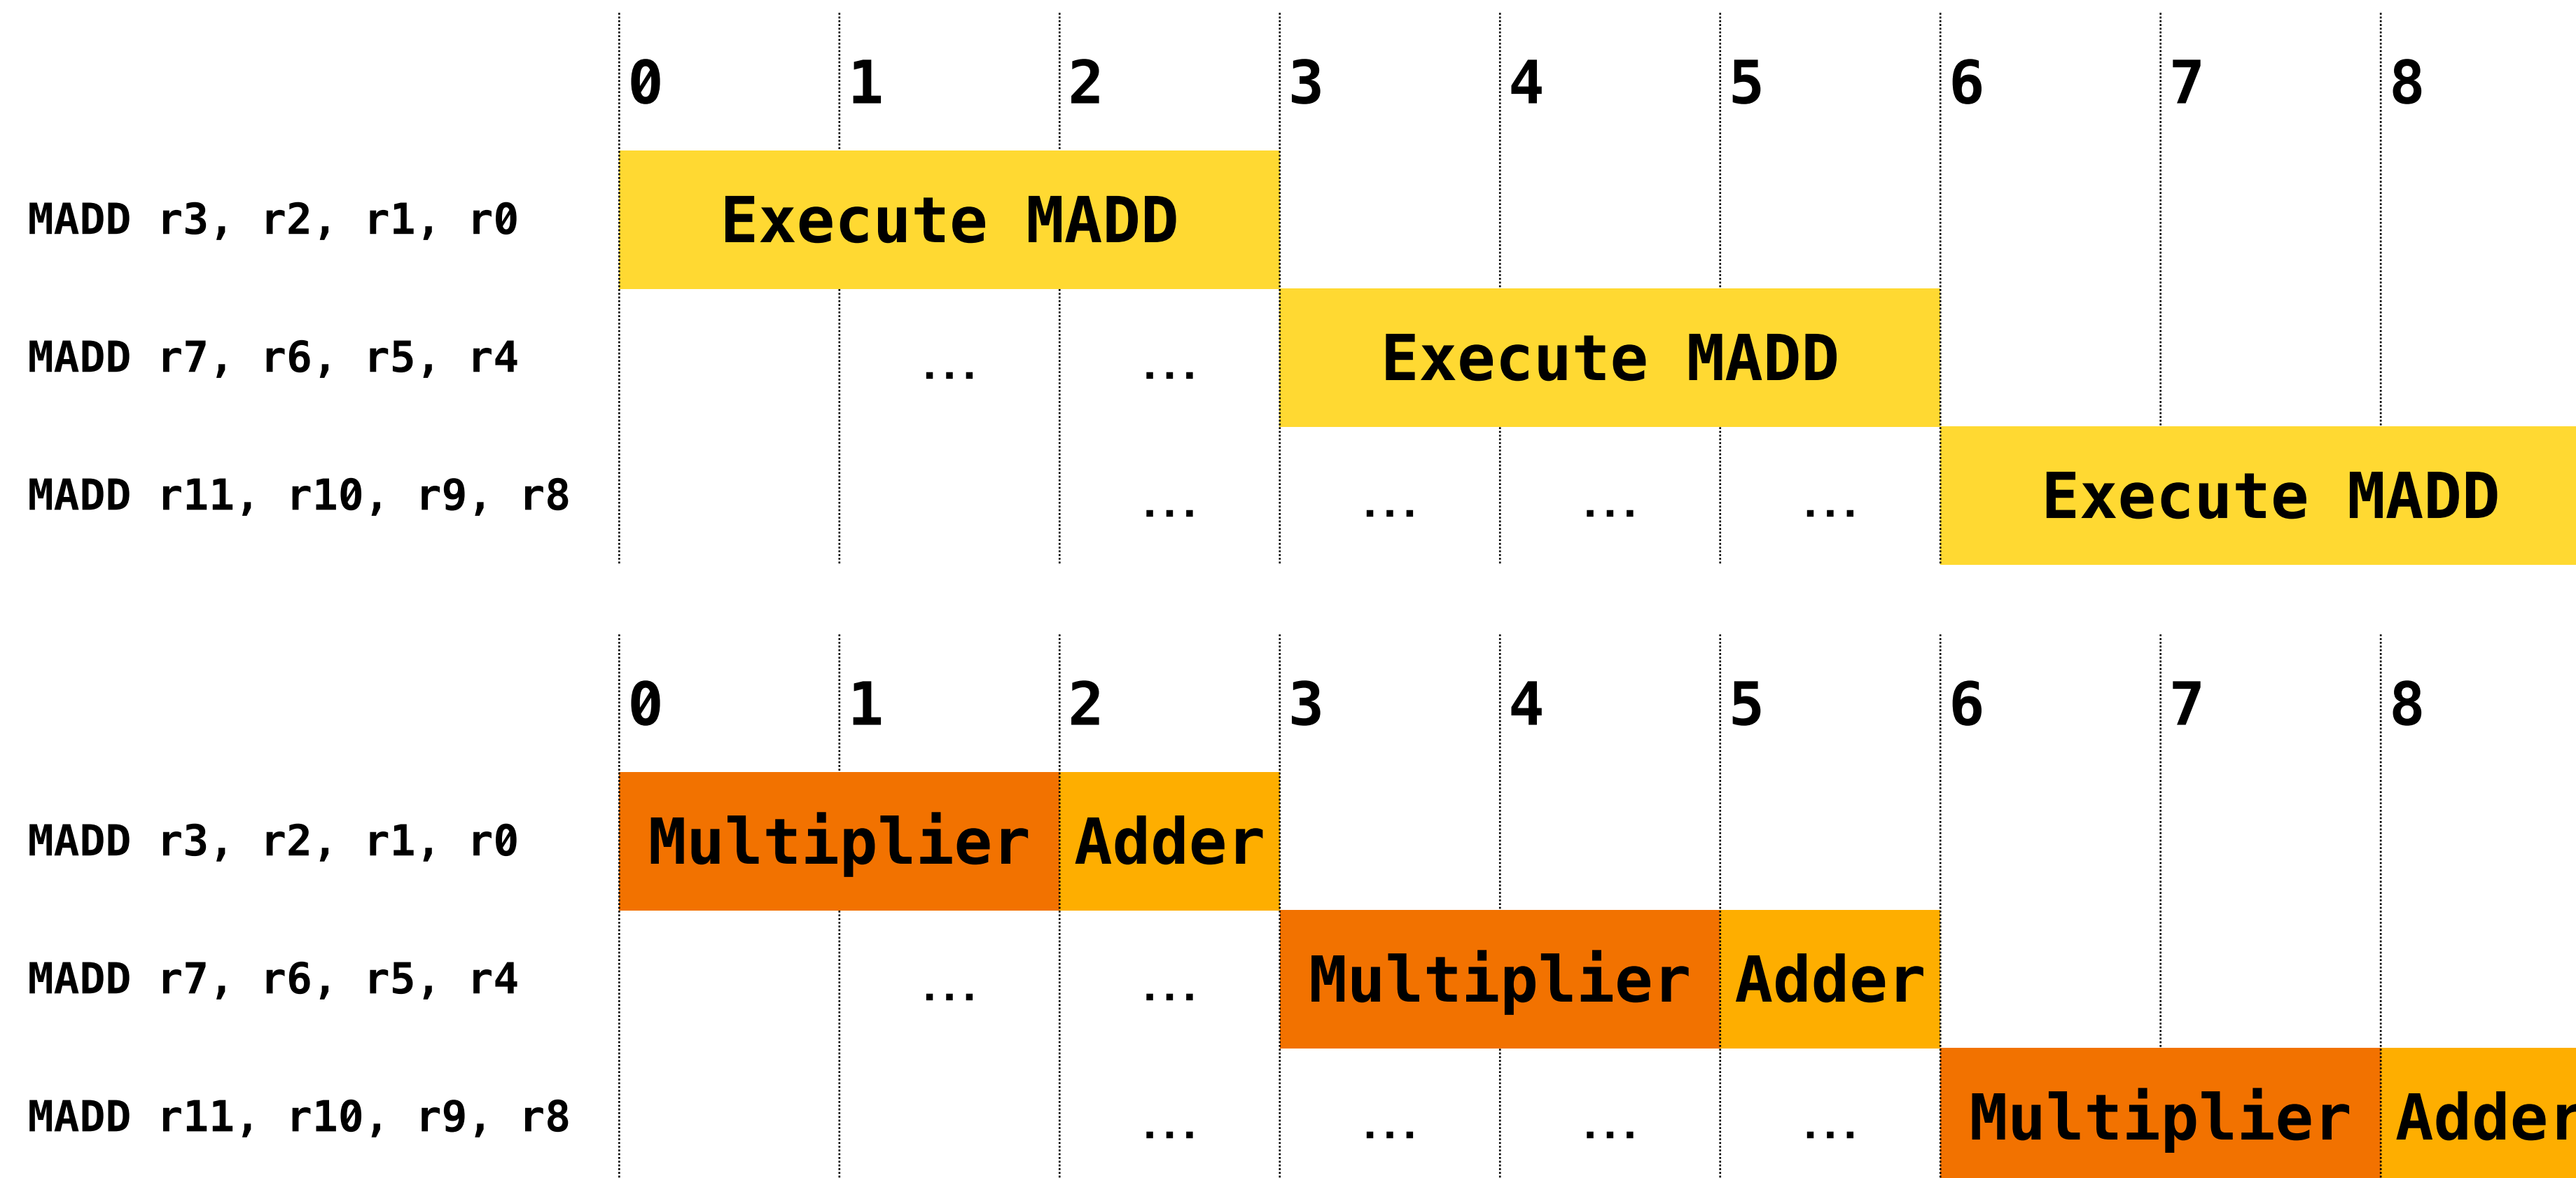 0 1 2 3 4 5 6 7 8
MADD r3, r2, r1, r0 Execute MADD
MADD r7, r6, r5, r4 ... ... Execute MADD
MADD r11, r10, r9, r8 ... ... ... ... Execute MADD
0 1 2 3 4 5 6 7 8
MADD r3, r2, r1, r0 Multiplier Adder
MADD r7, r6, r5, r4 ... ... Multiplier Adder
MADD r11, r10, r9, r8 ... ... ... ... Multiplier Adder